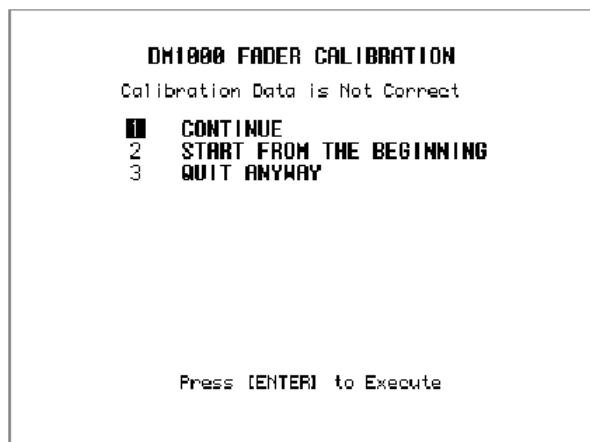 DM1000 FADER CALIBRATION
Calibration Data is Not Correct
1 CONTINUE
2 START FROM THE BEGINNING
3 QUIT ANYWAY
Press [ENTER] to Execute